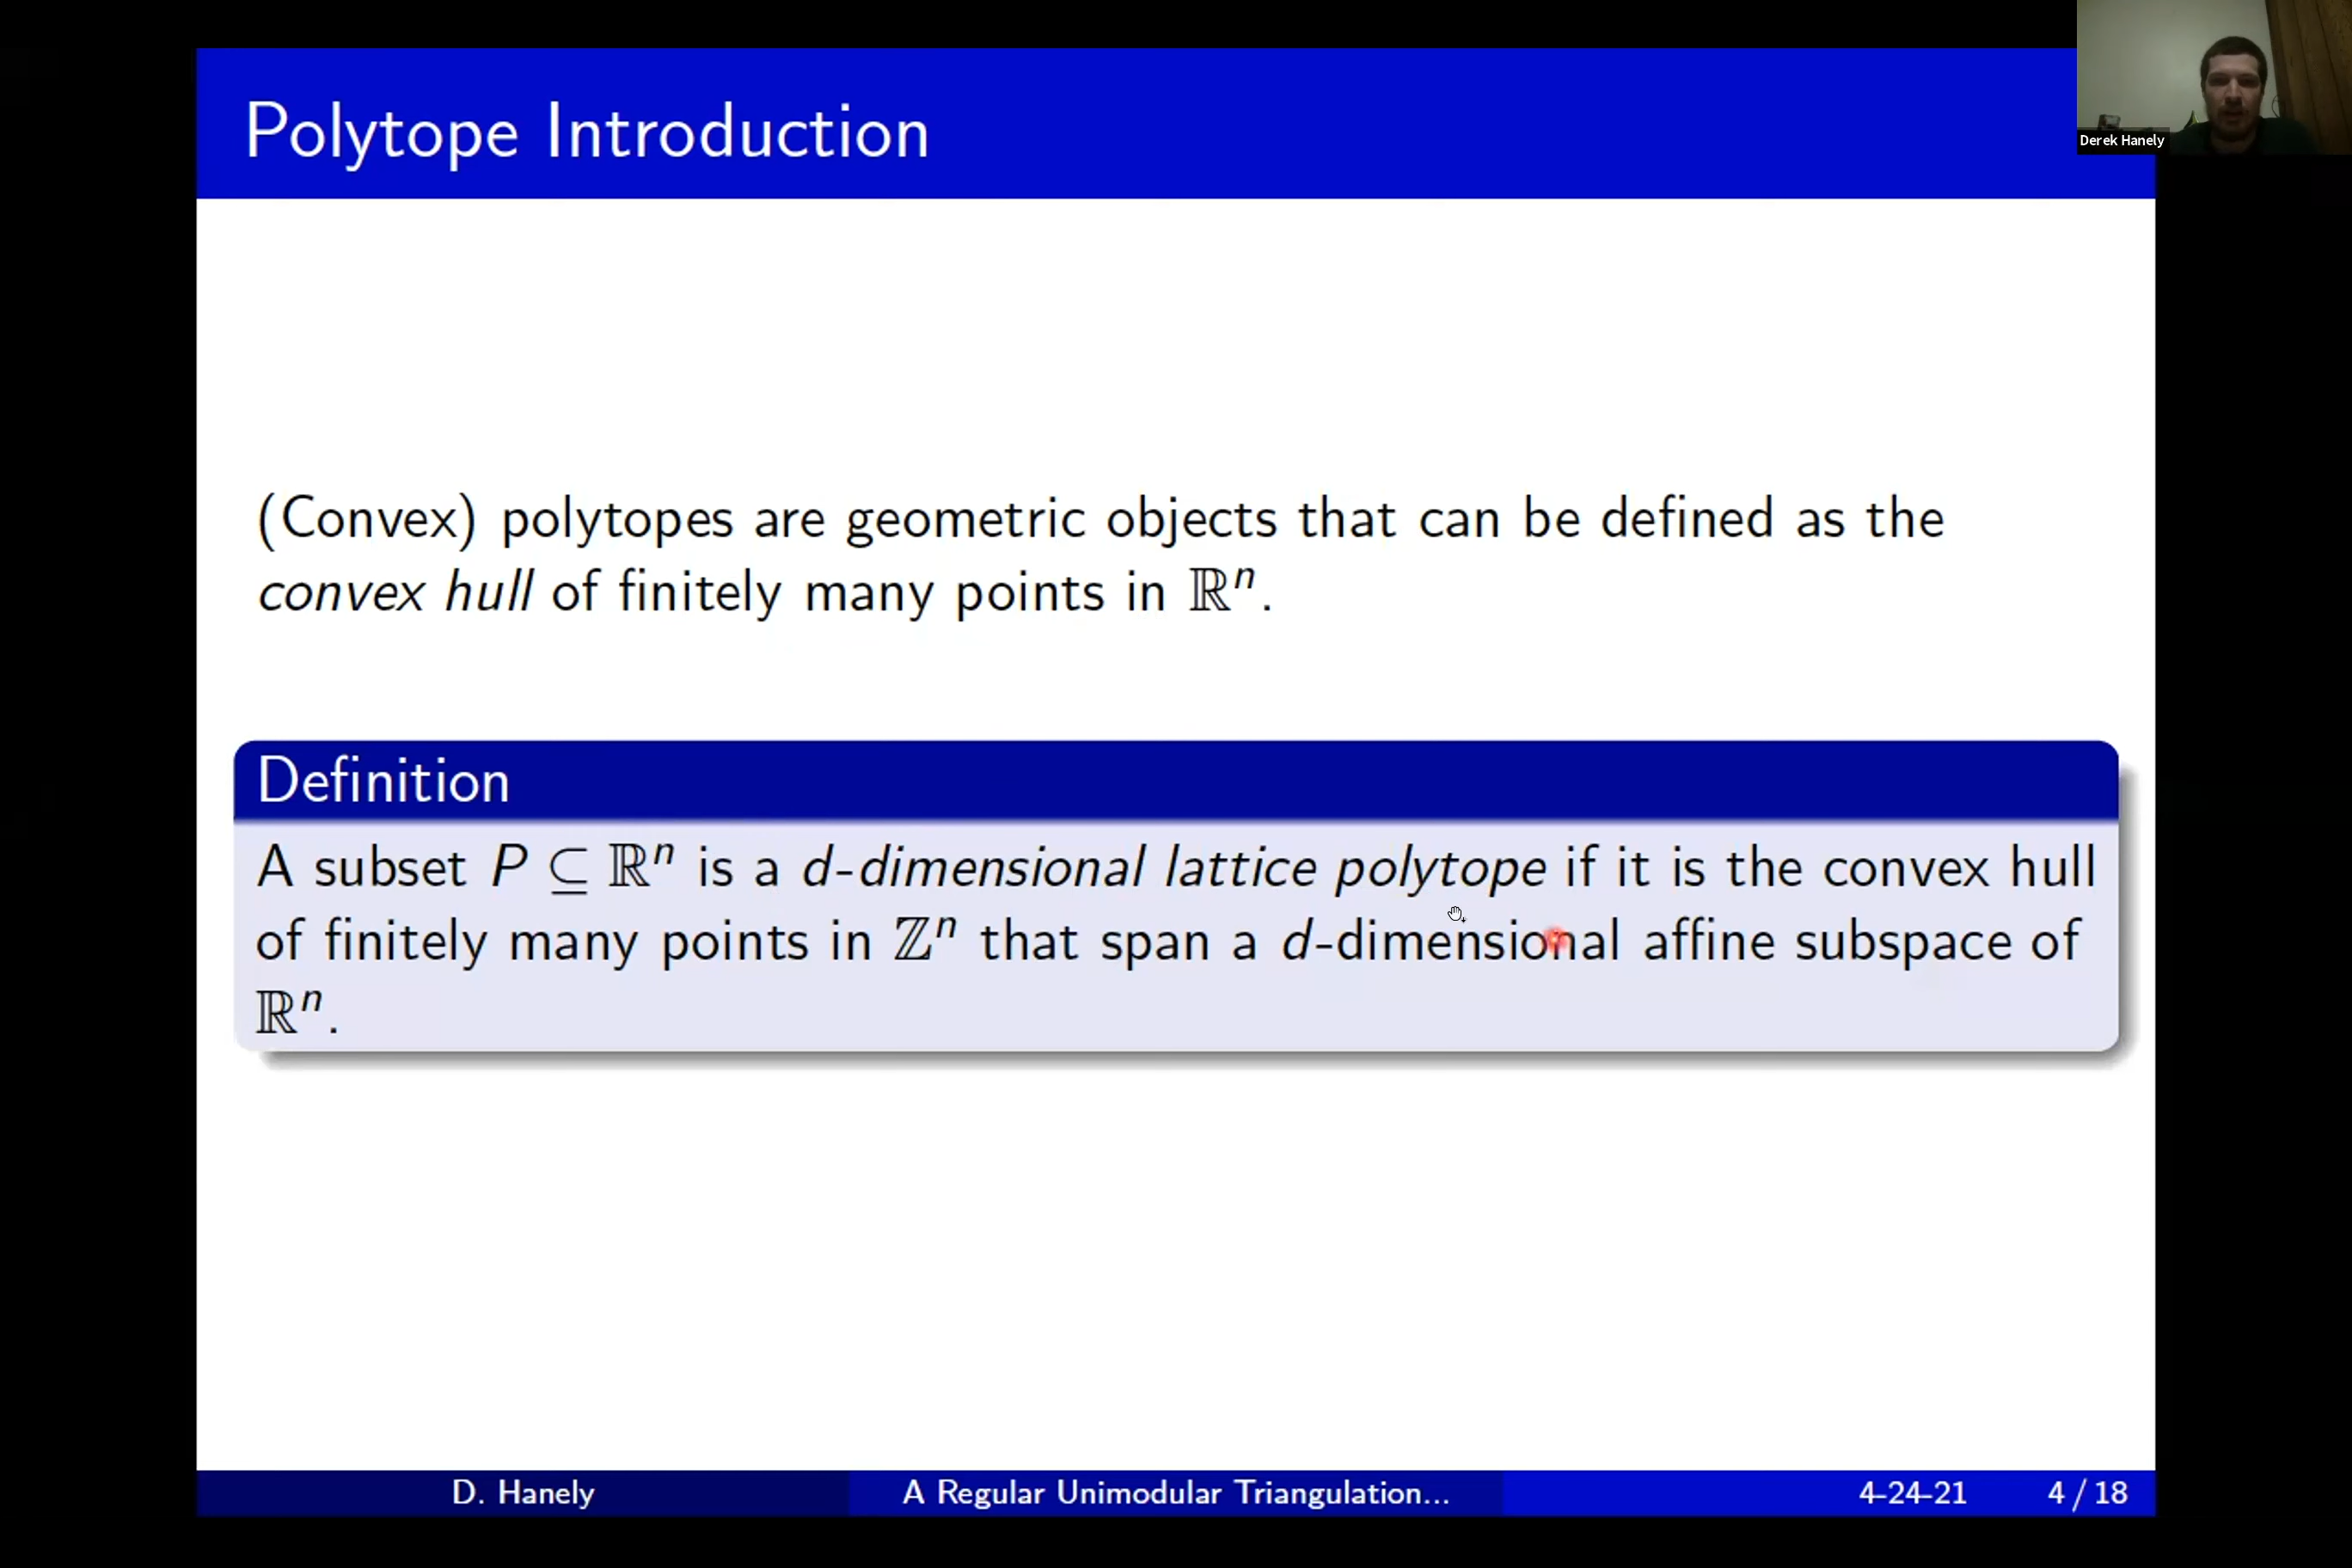 Polytope Introduction
Derek Hanely
(Convex) polytopes are geometric objects that can be defined as the
convex hull of finitely many points in ℝⁿ.
Definition
A subset P ⊆ ℝⁿ is a d-dimensional lattice polytope if it is the convex hull
of finitely many points in ℤⁿ that span a d-dimensional affine subspace of
ℝⁿ.
D. Hanely
A Regular Unimodular Triangulation...
4-24-21
4 / 18